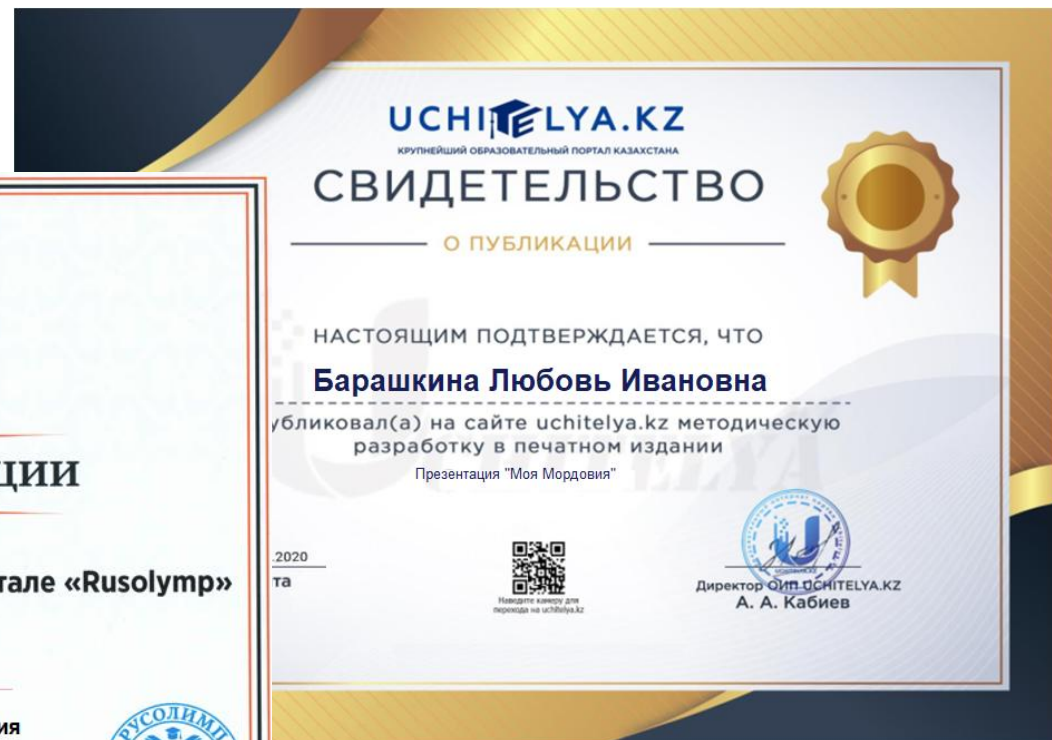 UCHITELYA.KZ
КРУПНЕЙШИЙ ОБРАЗОВАТЕЛЬНЫЙ ПОРТАЛ КАЗАХСТАНА
СВИДЕТЕЛЬСТВО
О ПУБЛИКАЦИИ
НАСТОЯЩИМ ПОДТВЕРЖДАЕТСЯ, ЧТО
Барашкина Любовь Ивановна
убликовал(а) на сайте uchitelya.kz методическую
разработку в печатном издании
Презентация "Моя Мордовия"
.2020
та
Наведите камеру для
перехода на uchitelya.kz
Директор ОИП UCHITELYA.KZ
А. А. Кабиев
ции
тале «Rusolymp»
ия
РУСОЛИМП